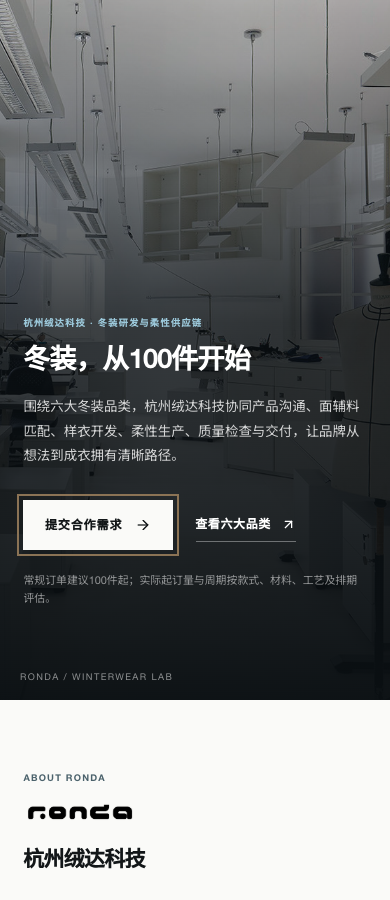 杭州绒达科技 · 冬装研发与柔性供应链
冬装，从100件开始
围绕六大冬装品类，杭州绒达科技协同产品沟通、面辅料
匹配、样衣开发、柔性生产、质量检查与交付，让品牌从
想法到成衣拥有清晰路径。
提交合作需求 →
查看六大品类 ↗
常规订单建议100件起；实际起订量与周期按款式、材料、工艺及排期
评估。
RONDA / WINTERWEAR LAB
ABOUT RONDA
ronda
杭州绒达科技